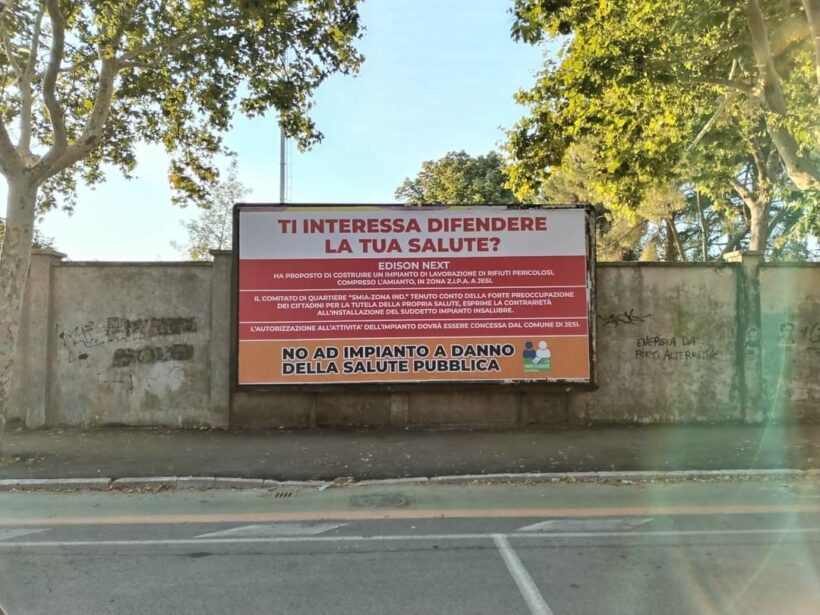 TI INTERESSA DIFENDERE
LA TUA SALUTE?
EDISON NEXT
HA PROPOSTO DI COSTRUIRE UN IMPIANTO DI LAVORAZIONE DI RIFIUTI PERICOLOSI,
COMPRESO L'AMIANTO, IN ZONA Z.I.P.A. A JESI.
IL COMITATO DI QUARTIERE "SMIA-ZONA IND." TENUTO CONTO DELLA FORTE PREOCCUPAZIONE
DEI CITTADINI PER LA TUTELA DELLA PROPRIA SALUTE, ESPRIME LA CONTRARIETÀ
ALL'INSTALLAZIONE DEL SUDDETTO IMPIANTO INSALUBRE.
L'AUTORIZZAZIONE ALL'ATTIVITA' DELL'IMPIANTO DOVRÀ ESSERE CONCESSA DAL COMUNE DI JESI.
NO AD IMPIANTO A DANNO
DELLA SALUTE PUBBLICA
ENERGIA DA
FONTI ALTERNATIVE